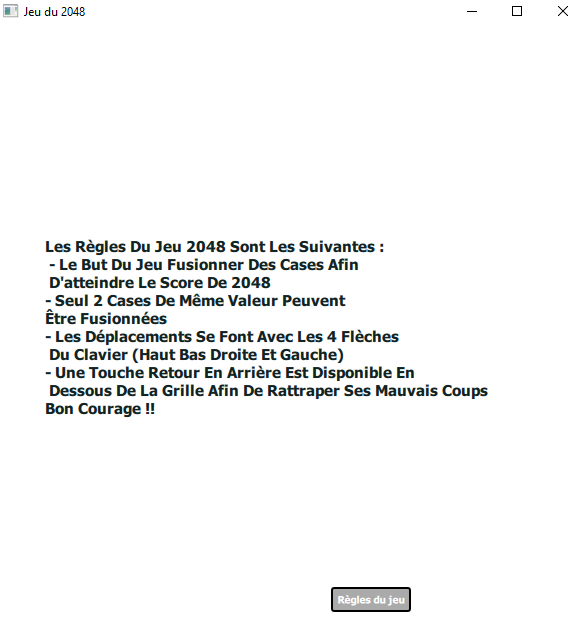 Jeu du 2048
Les Règles Du Jeu 2048 Sont Les Suivantes :
- Le But Du Jeu Fusionner Des Cases Afin
D'atteindre Le Score De 2048
- Seul 2 Cases De Même Valeur Peuvent
Être Fusionnées
- Les Déplacements Se Font Avec Les 4 Flèches
Du Clavier (Haut Bas Droite Et Gauche)
- Une Touche Retour En Arrière Est Disponible En
Dessous De La Grille Afin De Rattraper Ses Mauvais Coups
Bon Courage !!
Règles du jeu